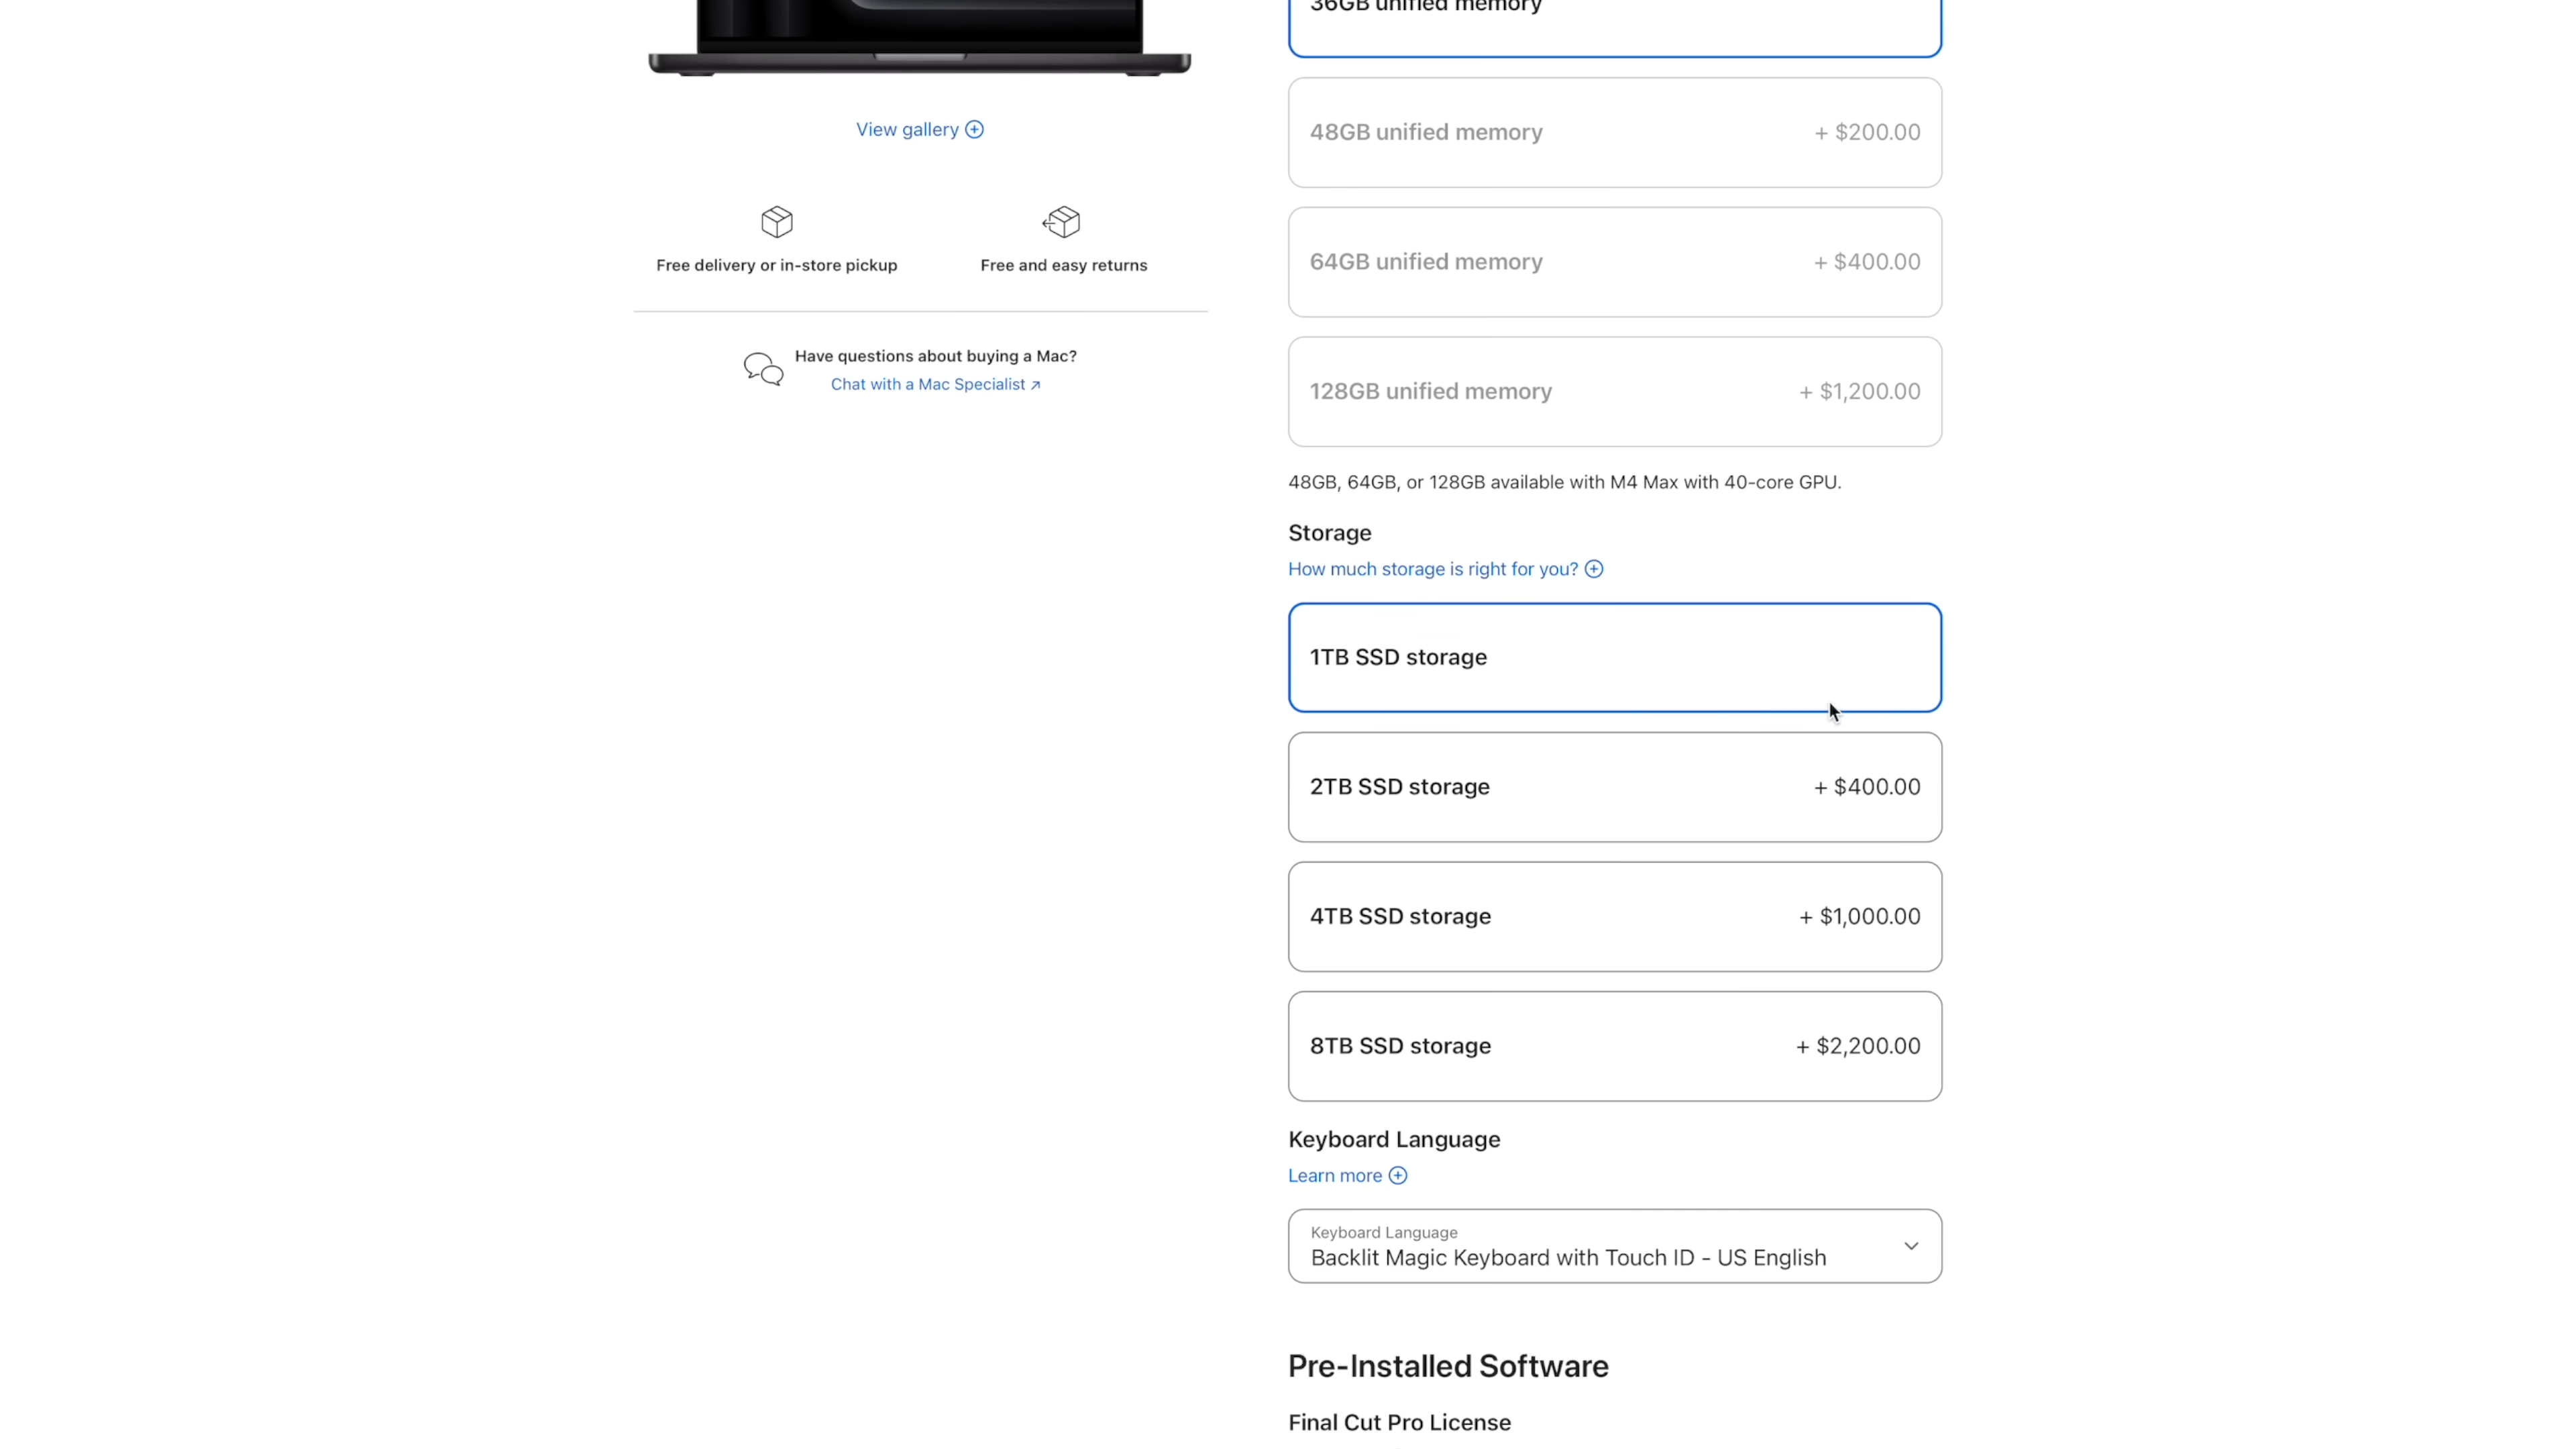 36GB unified memory
View gallery
48GB unified memory + $200.00
Free delivery or in-store pickup
Free and easy returns
64GB unified memory + $400.00
Have questions about buying a Mac?
Chat with a Mac Specialist ↗
128GB unified memory + $1,200.00
48GB, 64GB, or 128GB available with M4 Max with 40-core GPU.
Storage
How much storage is right for you?
1TB SSD storage
2TB SSD storage + $400.00
4TB SSD storage + $1,000.00
8TB SSD storage + $2,200.00
Keyboard Language
Learn more
Keyboard Language
Backlit Magic Keyboard with Touch ID - US English
Pre-Installed Software
Final Cut Pro License